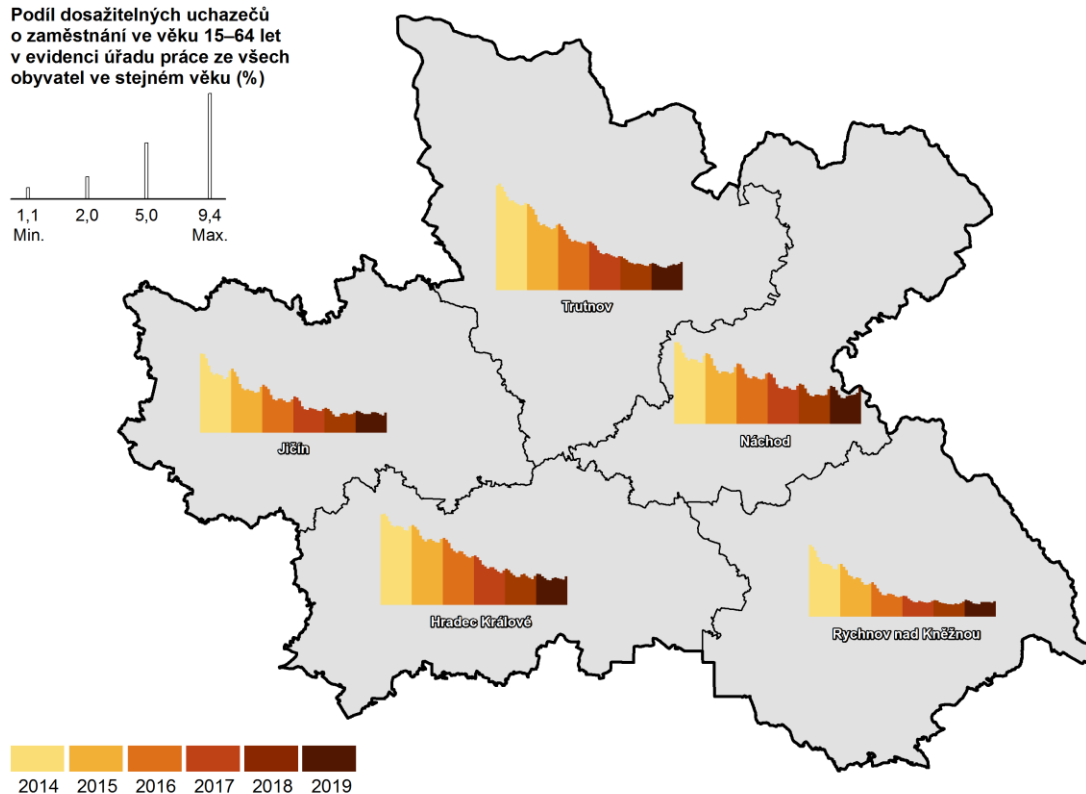 Podíl dosažitelných uchazečů
o zaměstnání ve věku 15–64 let
v evidenci úřadu práce ze všech
obyvatel ve stejném věku (%)
1,1 2,0 5,0 9,4
Min. Max.
Trutnov
Náchod
Jičín
Hradec Králové
Rychnov nad Kněžnou
2014 2015 2016 2017 2018 2019